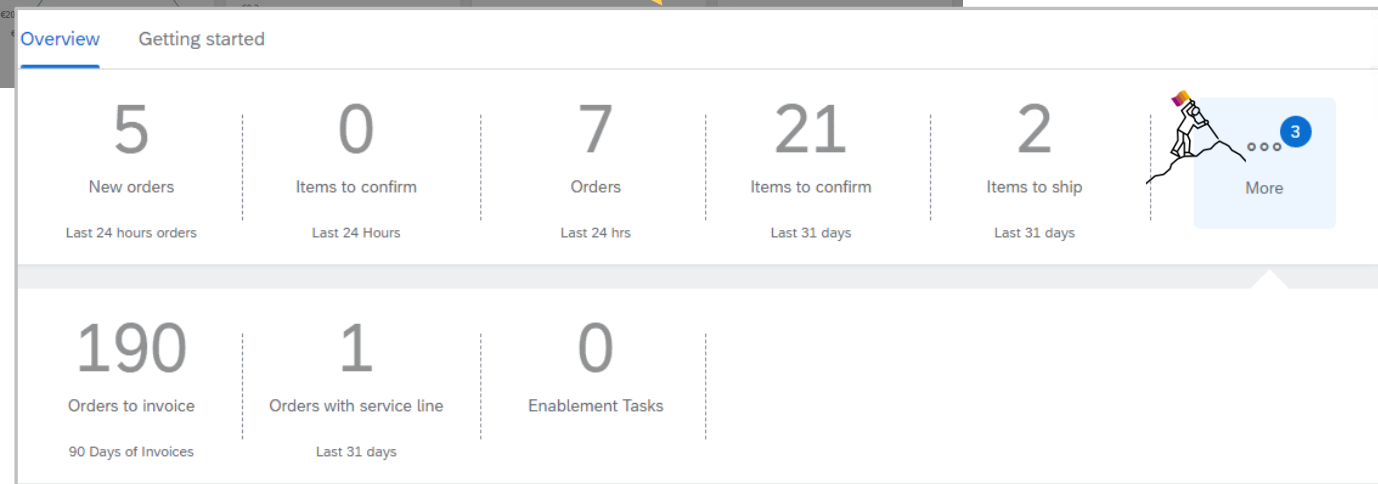 €20
Overview Getting started
5 0 7 21 2 3
New orders Items to confirm Orders Items to confirm Items to ship More
Last 24 hours orders Last 24 Hours Last 24 hrs Last 31 days Last 31 days
190 1 0
Orders to invoice Orders with service line Enablement Tasks
90 Days of Invoices Last 31 days